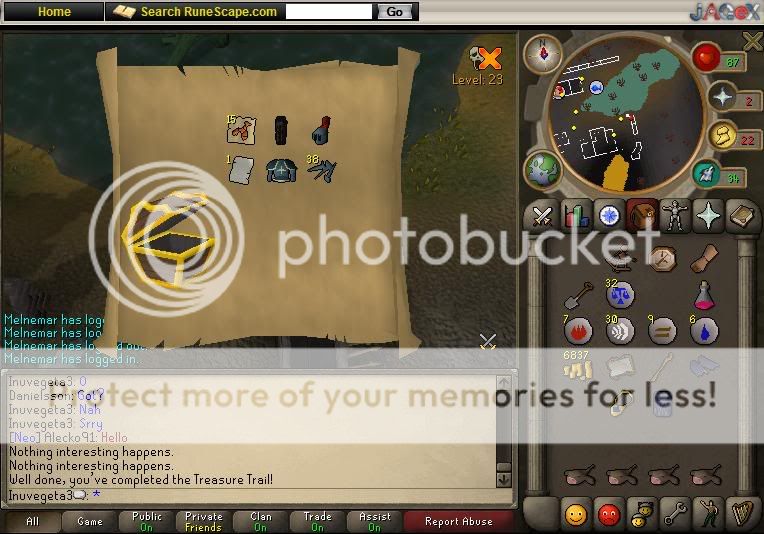 Home
Search RuneScape.com
Go
JAGeX
Level: 23
15
1
38
N
87
2
22
34
32
7
30
9
6
6837
photobucket
Protect more of your memories for less!
Melnemar has logged in.
Inuvegeta3: O
Danielsson: Got?
Inuvegeta3: Nah
Inuvegeta3: Srry
[Neo] Alecko91: Hello
Nothing interesting happens.
Nothing interesting happens.
Well done, you've completed the Treasure Trail!
Inuvegeta3: *
All
Game
Public
On
Private
Friends
Clan
On
Trade
On
Assist
On
Report Abuse